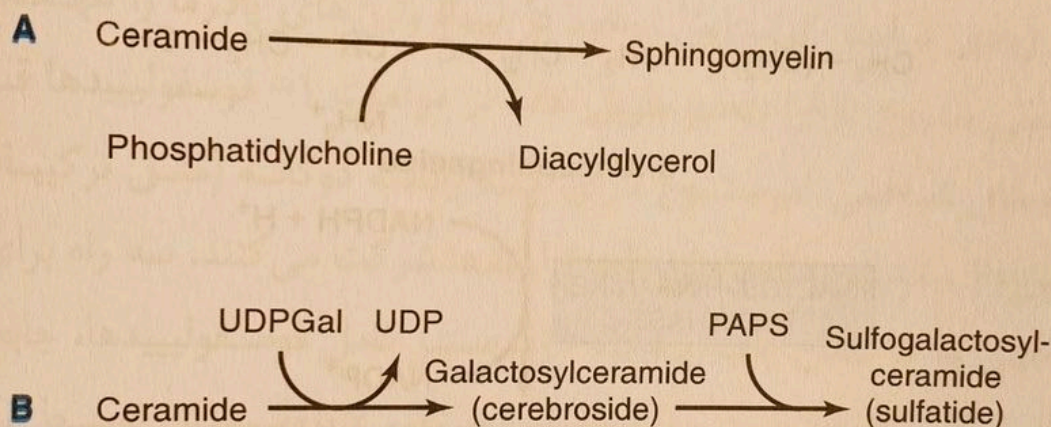 A Ceramide Sphingomyelin
Phosphatidylcholine Diacylglycerol
UDPGal UDP PAPS
B Ceramide Galactosylceramide
(cerebroside)
Sulfogalactosyl-
ceramide
(sulfatide)